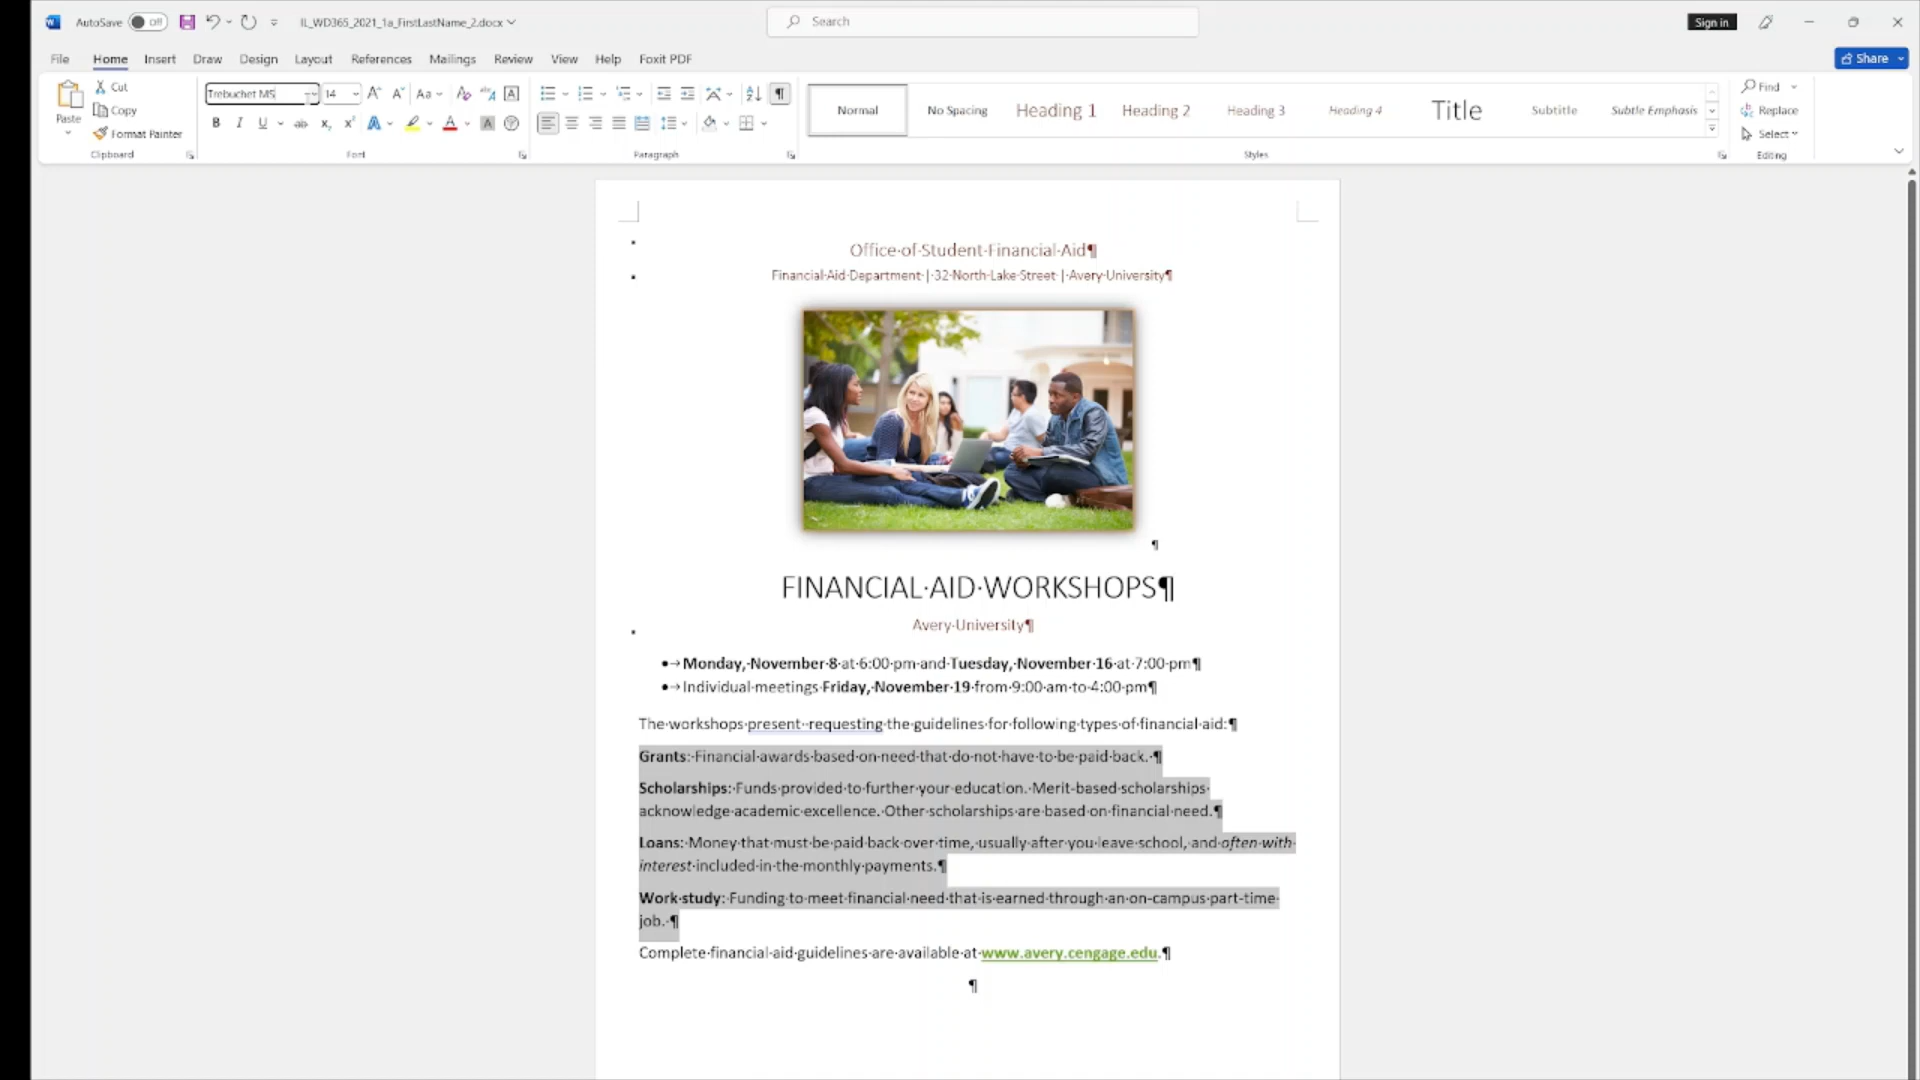 AutoSave Off IL_WD365_2021_1a_FirstLastName_2.docx Search Sign in
File Home Insert Draw Design Layout References Mailings Review View Help Foxit PDF Share
Paste Cut
Copy
Format Painter
Clipboard
Trebuchet MS 14 Aa
Font
Paragraph
Normal No Spacing Heading 1 Heading 2 Heading 3 Heading 4 Title Subtitle Subtle Emphasis
Styles
Find
Replace
Select
Editing
Office·of·Student·Financial·Aid¶
Financial·Aid·Department·|·32·North·Lake·Street·|·Avery·University¶
¶
FINANCIAL·AID·WORKSHOPS¶
Avery·University¶
•→Monday,·November·8·at·6:00·pm·and·Tuesday,·November·16·at·7:00·pm¶
•→Individual·meetings·Friday,·November·19·from·9:00·am·to·4:00·pm¶
The·workshops·present··requesting·the·guidelines·for·following·types·of·financial·aid:¶
Grants:·Financial·awards·based·on·need·that·do·not·have·to·be·paid·back.·¶
Scholarships:·Funds·provided·to·further·your·education.·Merit-based·scholarships·
acknowledge·academic·excellence.·Other·scholarships·are·based·on·financial·need.¶
Loans:·Money·that·must·be·paid·back·over·time,·usually·after·you·leave·school,·and·often·with·
interest·included·in·the·monthly·payments.¶
Work·study:·Funding·to·meet·financial·need·that·is·earned·through·an·on-campus·part-time·
job.·¶
Complete·financial·aid·guidelines·are·available·at·www.avery.cengage.edu.¶
¶